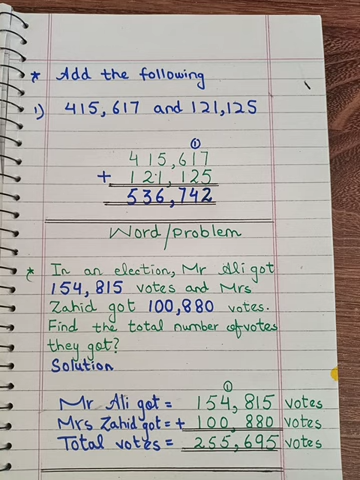 * Add the following
1) 415,617 and 121,125
1
415,617
+ 121,125
536,742
Word/problem
* In an election, Mr Ali got
154,815 votes and Mrs
Zahid got 100,880 votes.
Find the total number of votes
they got?
Solution
1
Mr Ali got = 154,815 votes
Mrs Zahid got = + 100,880 votes
Total votes = 255,695 votes